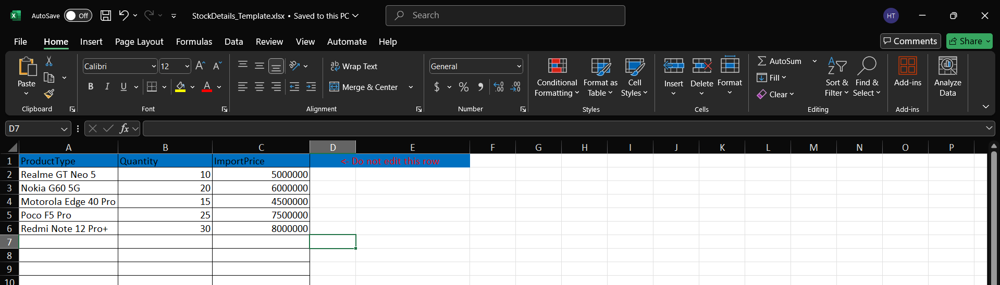 AutoSave Off StockDetails_Template.xlsx • Saved to this PC Search HT
File Home Insert Page Layout Formulas Data Review View Automate Help Comments Share
Paste
Clipboard
Calibri 12
B I U A
Font
ab Wrap Text
Merge & Center
Alignment
General
$ % 9 .00
Number
Conditional Formatting
Format as Table
Cell Styles
Styles
Insert
Delete
Format
Cells
AutoSum
Fill
Clear
Sort & Filter
Find & Select
Editing
Add-ins
Add-ins
Analyze Data
D7 fx
A B C D E F G H I J K L M N O P
1 ProductType Quantity ImportPrice <- Do not edit this row
2 Realme GT Neo 5 10 5000000
3 Nokia G60 5G 20 6000000
4 Motorola Edge 40 Pro 15 4500000
5 Poco F5 Pro 25 7500000
6 Redmi Note 12 Pro+ 30 8000000
7
8
9
10